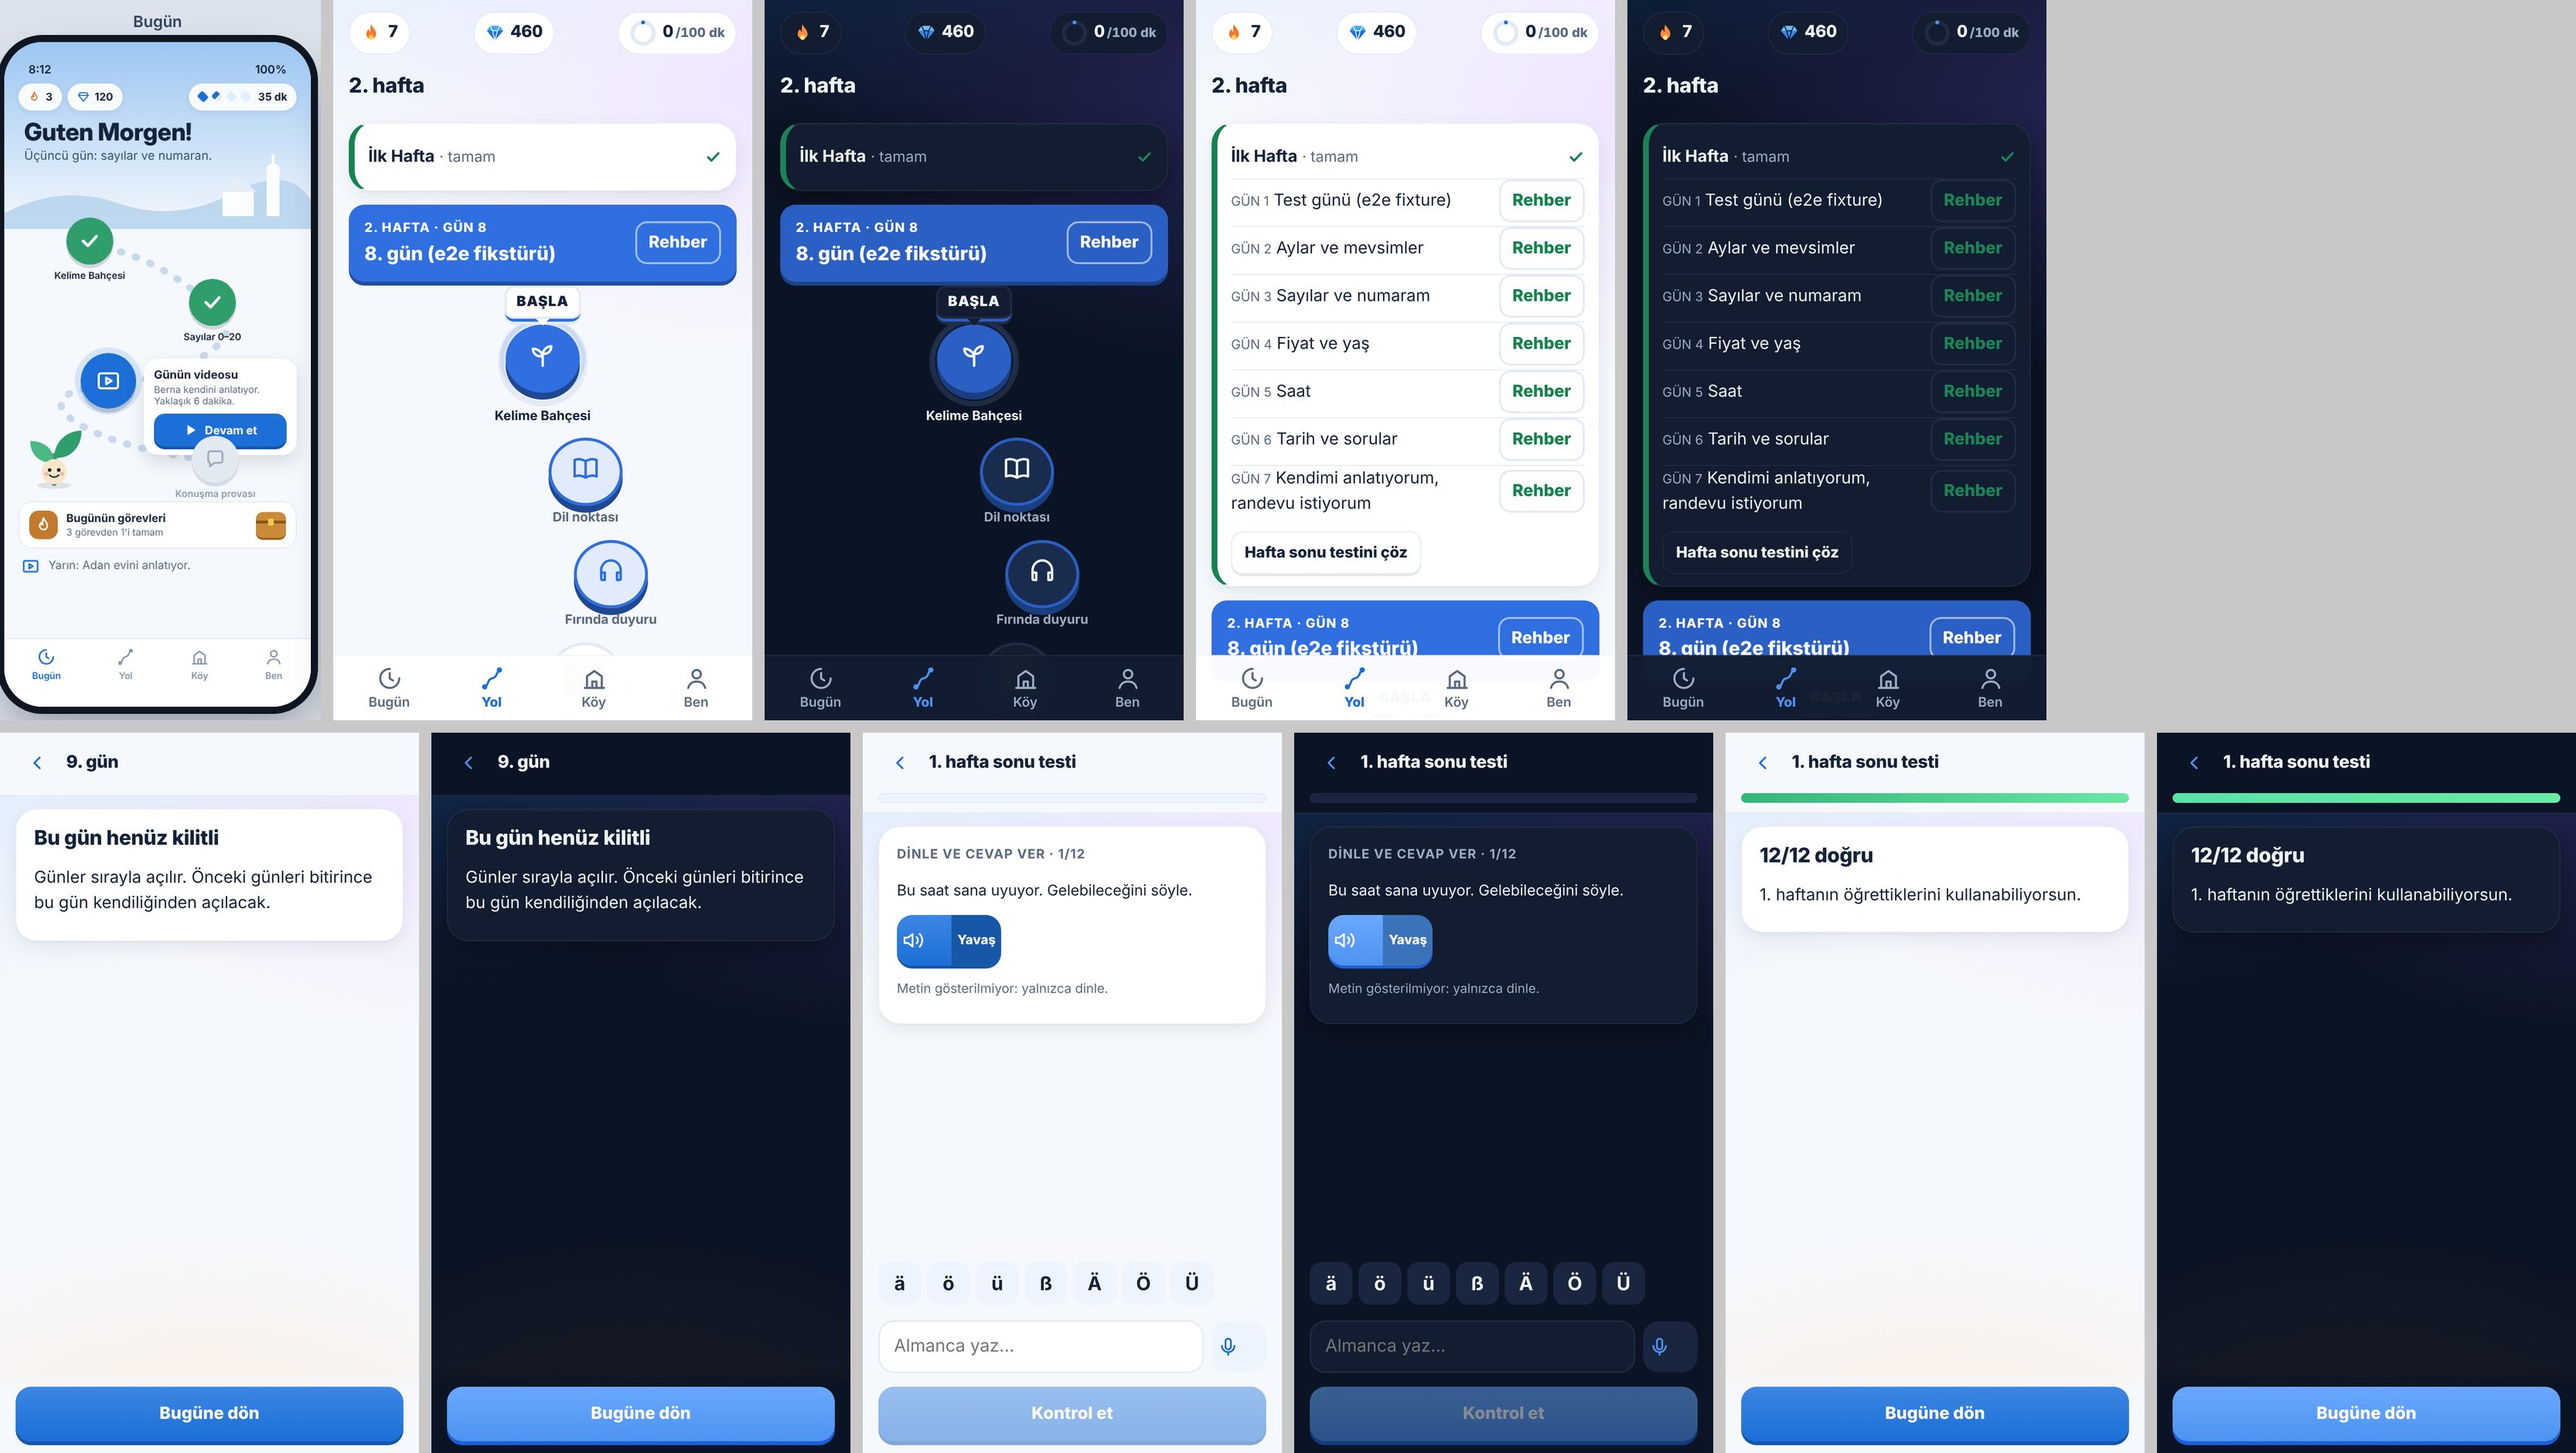 Bugün
8:12
100%
3
120
35 dk
Guten Morgen!
Üçüncü gün: sayılar ve numaran.
Kelime Bahçesi
Sayılar 0–20
Günün videosu
Berna kendini anlatıyor.
Yaklaşık 6 dakika.
Devam et
Konuşma provası
Bugünün görevleri
3 görevden 1'i tamam
Yarın: Adan evini anlatıyor.
Bugün
Yol
Köy
Ben
7
460
0/100 dk
2. hafta
İlk Hafta · tamam
2. HAFTA · GÜN 8
8. gün (e2e fikstürü)
Rehber
BAŞLA
Kelime Bahçesi
Dil noktası
Fırında duyuru
Bugün
Yol
Köy
Ben
7
460
0/100 dk
2. hafta
İlk Hafta · tamam
2. HAFTA · GÜN 8
8. gün (e2e fikstürü)
Rehber
BAŞLA
Kelime Bahçesi
Dil noktası
Fırında duyuru
Bugün
Yol
Köy
Ben
7
460
0/100 dk
2. hafta
İlk Hafta · tamam
GÜN 1 Test günü (e2e fixture)
Rehber
GÜN 2 Aylar ve mevsimler
Rehber
GÜN 3 Sayılar ve numaram
Rehber
GÜN 4 Fiyat ve yaş
Rehber
GÜN 5 Saat
Rehber
GÜN 6 Tarih ve sorular
Rehber
GÜN 7 Kendimi anlatıyorum,
randevu istiyorum
Rehber
Hafta sonu testini çöz
2. HAFTA · GÜN 8
8. gün (e2e fikstürü)
Rehber
BAŞLA
Bugün
Yol
Köy
Ben
7
460
0/100 dk
2. hafta
İlk Hafta · tamam
GÜN 1 Test günü (e2e fixture)
Rehber
GÜN 2 Aylar ve mevsimler
Rehber
GÜN 3 Sayılar ve numaram
Rehber
GÜN 4 Fiyat ve yaş
Rehber
GÜN 5 Saat
Rehber
GÜN 6 Tarih ve sorular
Rehber
GÜN 7 Kendimi anlatıyorum,
randevu istiyorum
Rehber
Hafta sonu testini çöz
2. HAFTA · GÜN 8
8. gün (e2e fikstürü)
Rehber
BAŞLA
Bugün
Yol
Köy
Ben
9. gün
Bu gün henüz kilitli
Günler sırayla açılır. Önceki günleri bitirince
bu gün kendiliğinden açılacak.
Bugüne dön
9. gün
Bu gün henüz kilitli
Günler sırayla açılır. Önceki günleri bitirince
bu gün kendiliğinden açılacak.
Bugüne dön
1. hafta sonu testi
DİNLE VE CEVAP VER · 1/12
Bu saat sana uyuyor. Gelebileceğini söyle.
Yavaş
Metin gösterilmiyor: yalnızca dinle.
ä ö ü ß Ä Ö Ü
Almanca yaz...
Kontrol et
1. hafta sonu testi
DİNLE VE CEVAP VER · 1/12
Bu saat sana uyuyor. Gelebileceğini söyle.
Yavaş
Metin gösterilmiyor: yalnızca dinle.
ä ö ü ß Ä Ö Ü
Almanca yaz...
Kontrol et
1. hafta sonu testi
12/12 doğru
1. haftanın öğrettiklerini kullanabiliyorsun.
Bugüne dön
1. hafta sonu testi
12/12 doğru
1. haftanın öğrettiklerini kullanabiliyorsun.
Bugüne dön